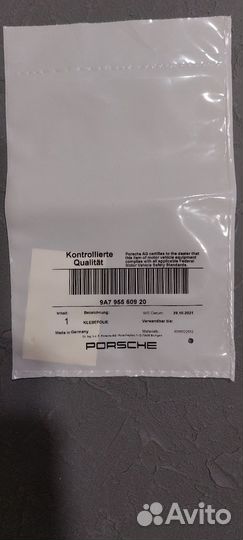 Kontrollierte
Qualität
Porsche AG certifies to the dealer that
this item of motor vehicle equipment
complies with all applicable Federal
Motor Vehicle Safety Standards.
9A7 955 609 20
Inhalt: Bezeichnung: WE-Datum: 29.10.2021
1 KLEBEFOLIE Verwendbar bis:
Made in Germany
PORSCHE
Avito